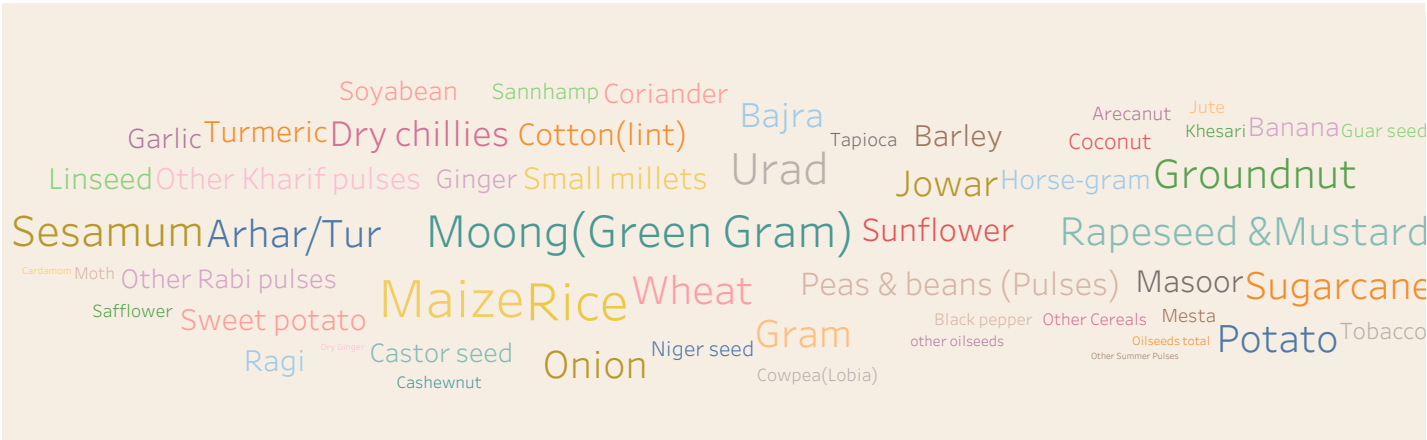 Soyabean Sannhamp Coriander
Bajra Arecanut Jute
Garlic Turmeric Dry chillies Cotton(lint) Tapioca Barley Coconut Khesari Banana Guar seed
Linseed Other Kharif pulses Ginger Small millets Urad Jowar Horse-gram Groundnut
Sesamum Arhar/Tur Moong(Green Gram) Sunflower Rapeseed &Mustard
Cardamom Moth Other Rabi pulses Maize Rice Wheat Peas & beans (Pulses) Masoor Sugarcane
Safflower Sweet potato Black pepper Other Cereals Mesta
Ragi Dry Ginger Castor seed Onion Niger seed Gram other oilseeds Oilseeds total Potato Tobacco
Other Summer Pulses
Cashewnut Cowpea(Lobia)